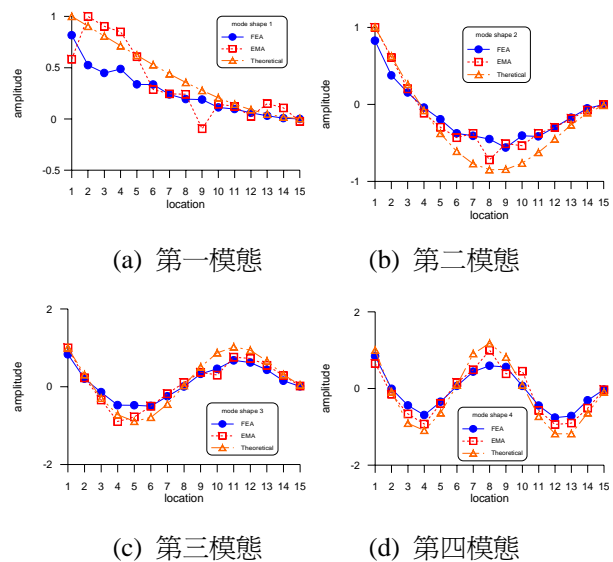 1
0.5
0
-0.5
amplitude
mode shape 1
FEA
EMA
Theoretical
1 2 3 4 5 6 7 8 9 10 11 12 13 14 15
location
(a) 第一模態
1
0
-1
amplitude
mode shape 2
FEA
EMA
Theoretical
1 2 3 4 5 6 7 8 9 10 11 12 13 14 15
location
(b) 第二模態
2
0
-2
amplitude
mode shape 3
FEA
EMA
Theoretical
1 2 3 4 5 6 7 8 9 10 11 12 13 14 15
location
(c) 第三模態
2
0
-2
amplitude
mode shape 4
FEA
EMA
Theoretical
1 2 3 4 5 6 7 8 9 10 11 12 13 14 15
location
(d) 第四模態